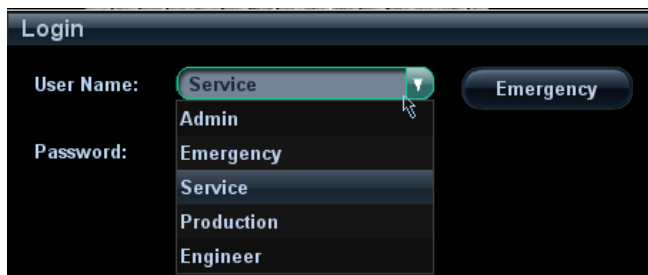 Login
User Name: Service Emergency
Admin
Password: Emergency
Service
Production
Engineer